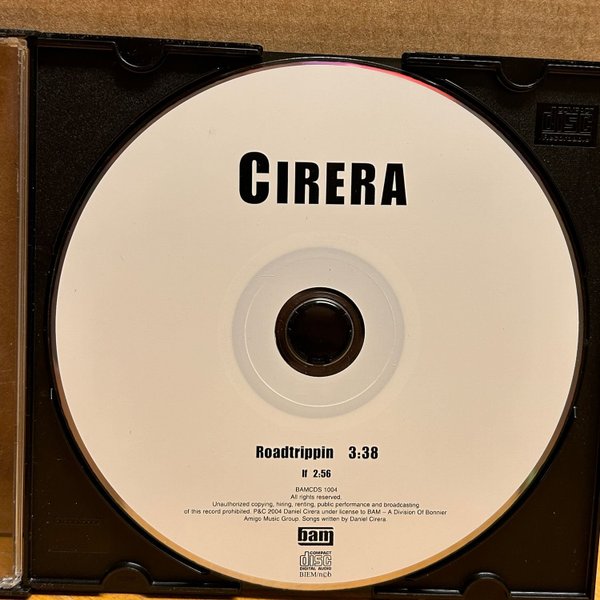 CIRERA
Roadtrippin 3:38
If 2:56
BAMCDS 1004
All rights reserved.
Unauthorized copying, hiring, renting, public performance and broadcasting
of this record prohibited. P&C 2004 Daniel Cirera under license to BAM – A Division Of Bonnier
Amigo Music Group. Songs written by Daniel Cirera.
bam
COMPACT
disc
DIGITAL AUDIO
BIEM/n©b